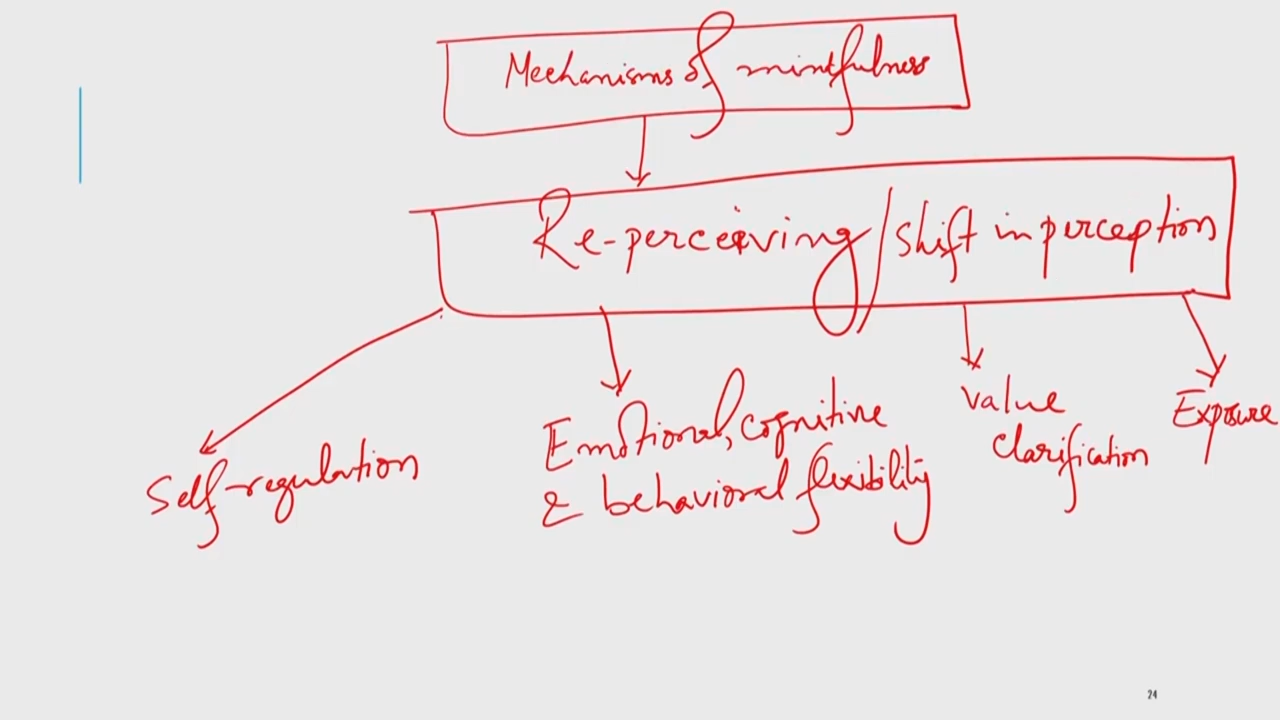 Mechanisms of mindfulness
Re-perceiving / shift in perception
Self-regulation
Emotional, cognitive
& behavioral flexibility
value
clarification
Exposure
24